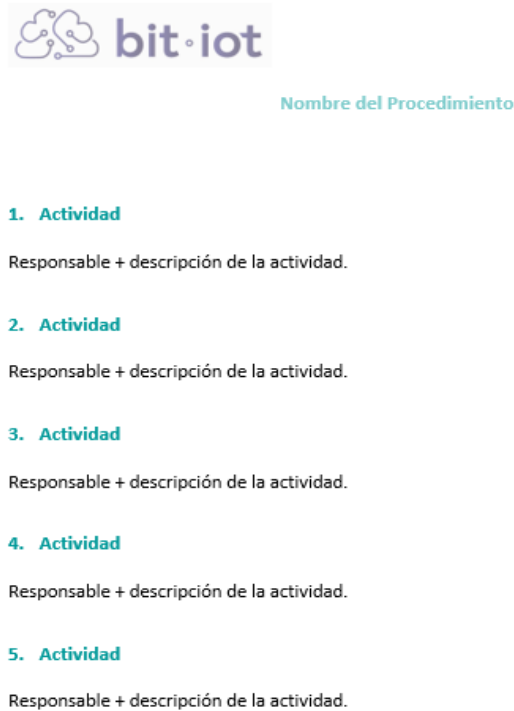 bit·iot
Nombre del Procedimiento
1. Actividad
Responsable + descripción de la actividad.
2. Actividad
Responsable + descripción de la actividad.
3. Actividad
Responsable + descripción de la actividad.
4. Actividad
Responsable + descripción de la actividad.
5. Actividad
Responsable + descripción de la actividad.